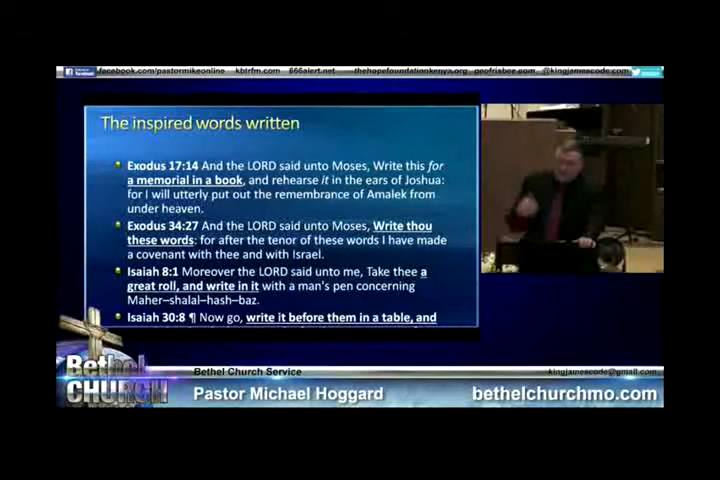 facebook.com/pastormikeonline kbtrfm.com 666alert.net thehopefoundationkenya.org geofrisbee.com @kingjamescode.com
The inspired words written
Exodus 17:14 And the LORD said unto Moses, Write this for
a memorial in a book, and rehearse it in the ears of Joshua:
for I will utterly put out the remembrance of Amalek from
under heaven.
Exodus 34:27 And the LORD said unto Moses, Write thou
these words: for after the tenor of these words I have made
a covenant with thee and with Israel.
Isaiah 8:1 Moreover the LORD said unto me, Take thee a
great roll, and write in it with a man's pen concerning
Maher–shalal–hash–baz.
Isaiah 30:8 ¶ Now go, write it before them in a table, and
Bethel
CHURCH
Bethel Church Service
kingjamescode@gmail.com
Pastor Michael Hoggard
bethelchurchmo.com